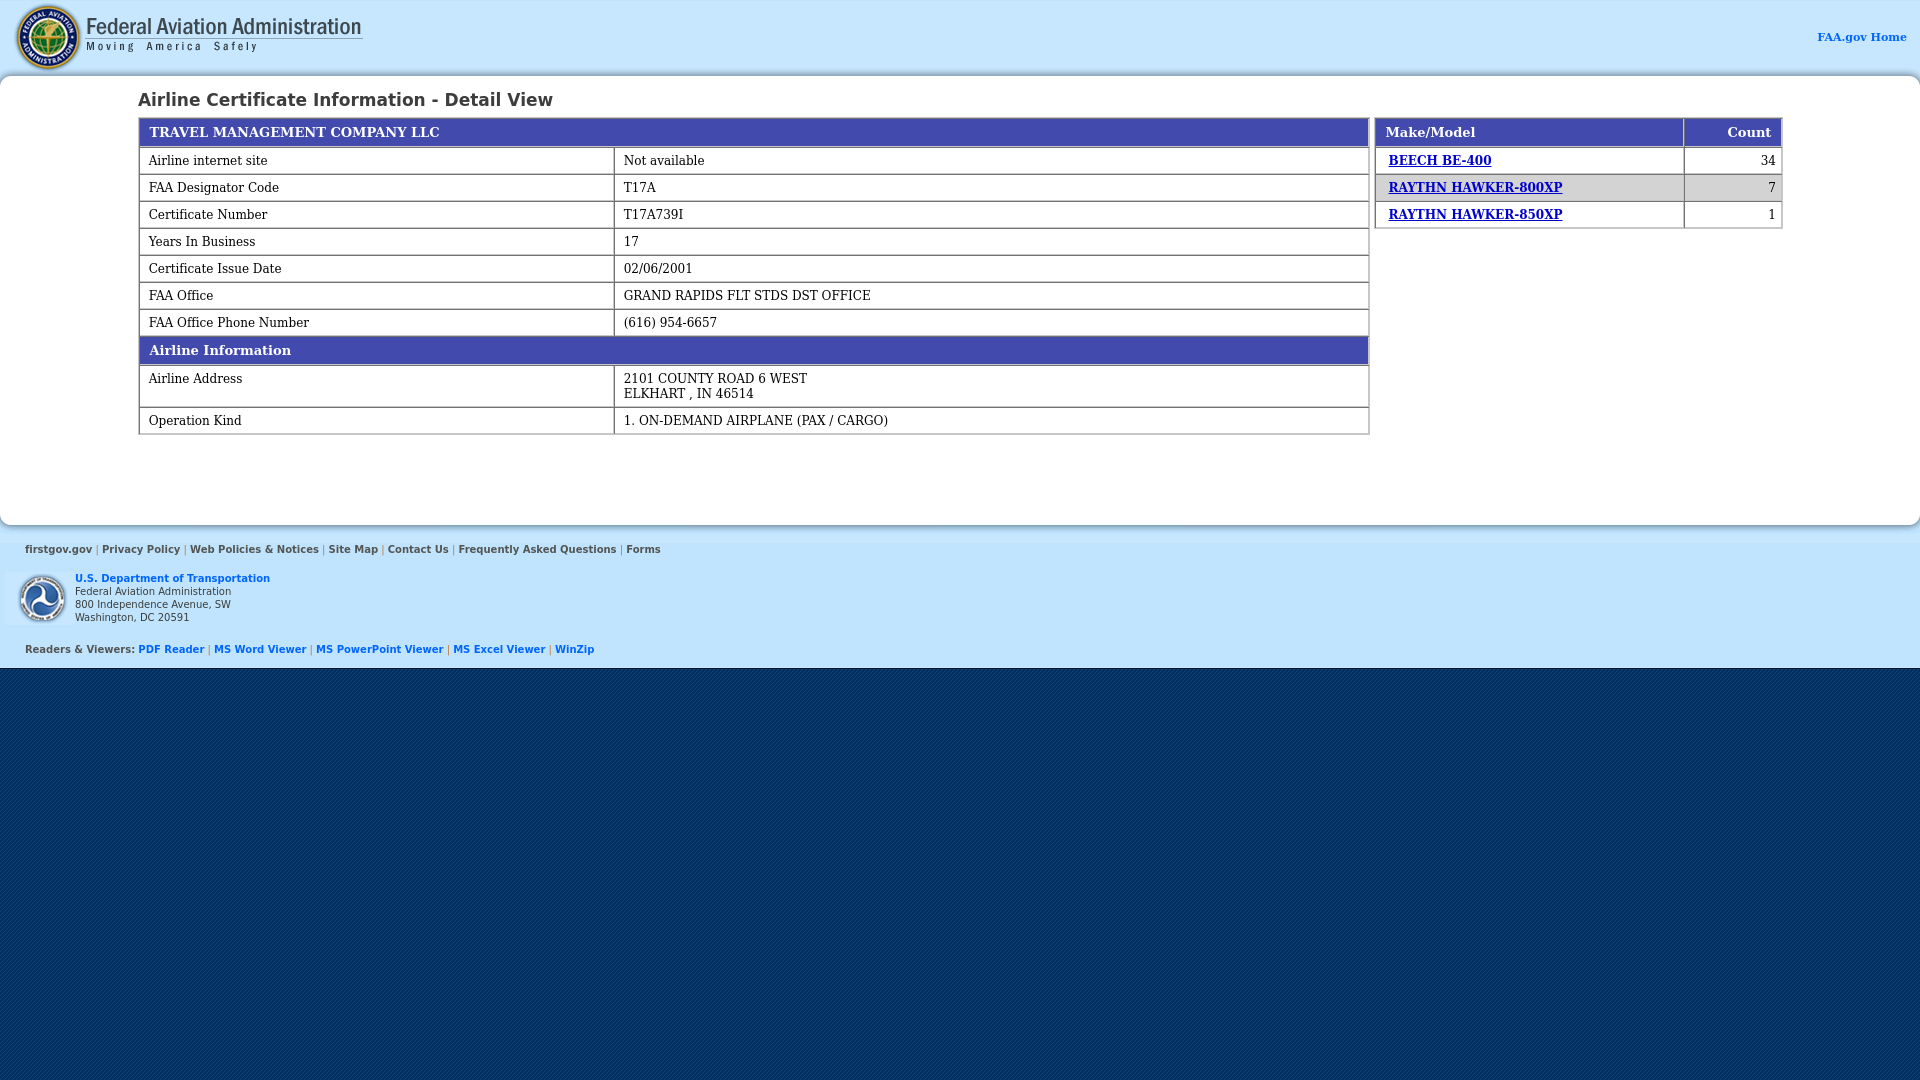 Federal Aviation Administration
Moving America Safely
FAA.gov Home
Airline Certificate Information - Detail View
TRAVEL MANAGEMENT COMPANY LLC
Airline internet site Not available
FAA Designator Code T17A
Certificate Number T17A739I
Years In Business 17
Certificate Issue Date 02/06/2001
FAA Office GRAND RAPIDS FLT STDS DST OFFICE
FAA Office Phone Number (616) 954-6657
Airline Information
Airline Address 2101 COUNTY ROAD 6 WEST
ELKHART , IN 46514
Operation Kind 1. ON-DEMAND AIRPLANE (PAX / CARGO)
Make/Model Count
BEECH BE-400 34
RAYTHN HAWKER-800XP 7
RAYTHN HAWKER-850XP 1
firstgov.gov | Privacy Policy | Web Policies & Notices | Site Map | Contact Us | Frequently Asked Questions | Forms
U.S. Department of Transportation
Federal Aviation Administration
800 Independence Avenue, SW
Washington, DC 20591
Readers & Viewers: PDF Reader | MS Word Viewer | MS PowerPoint Viewer | MS Excel Viewer | WinZip